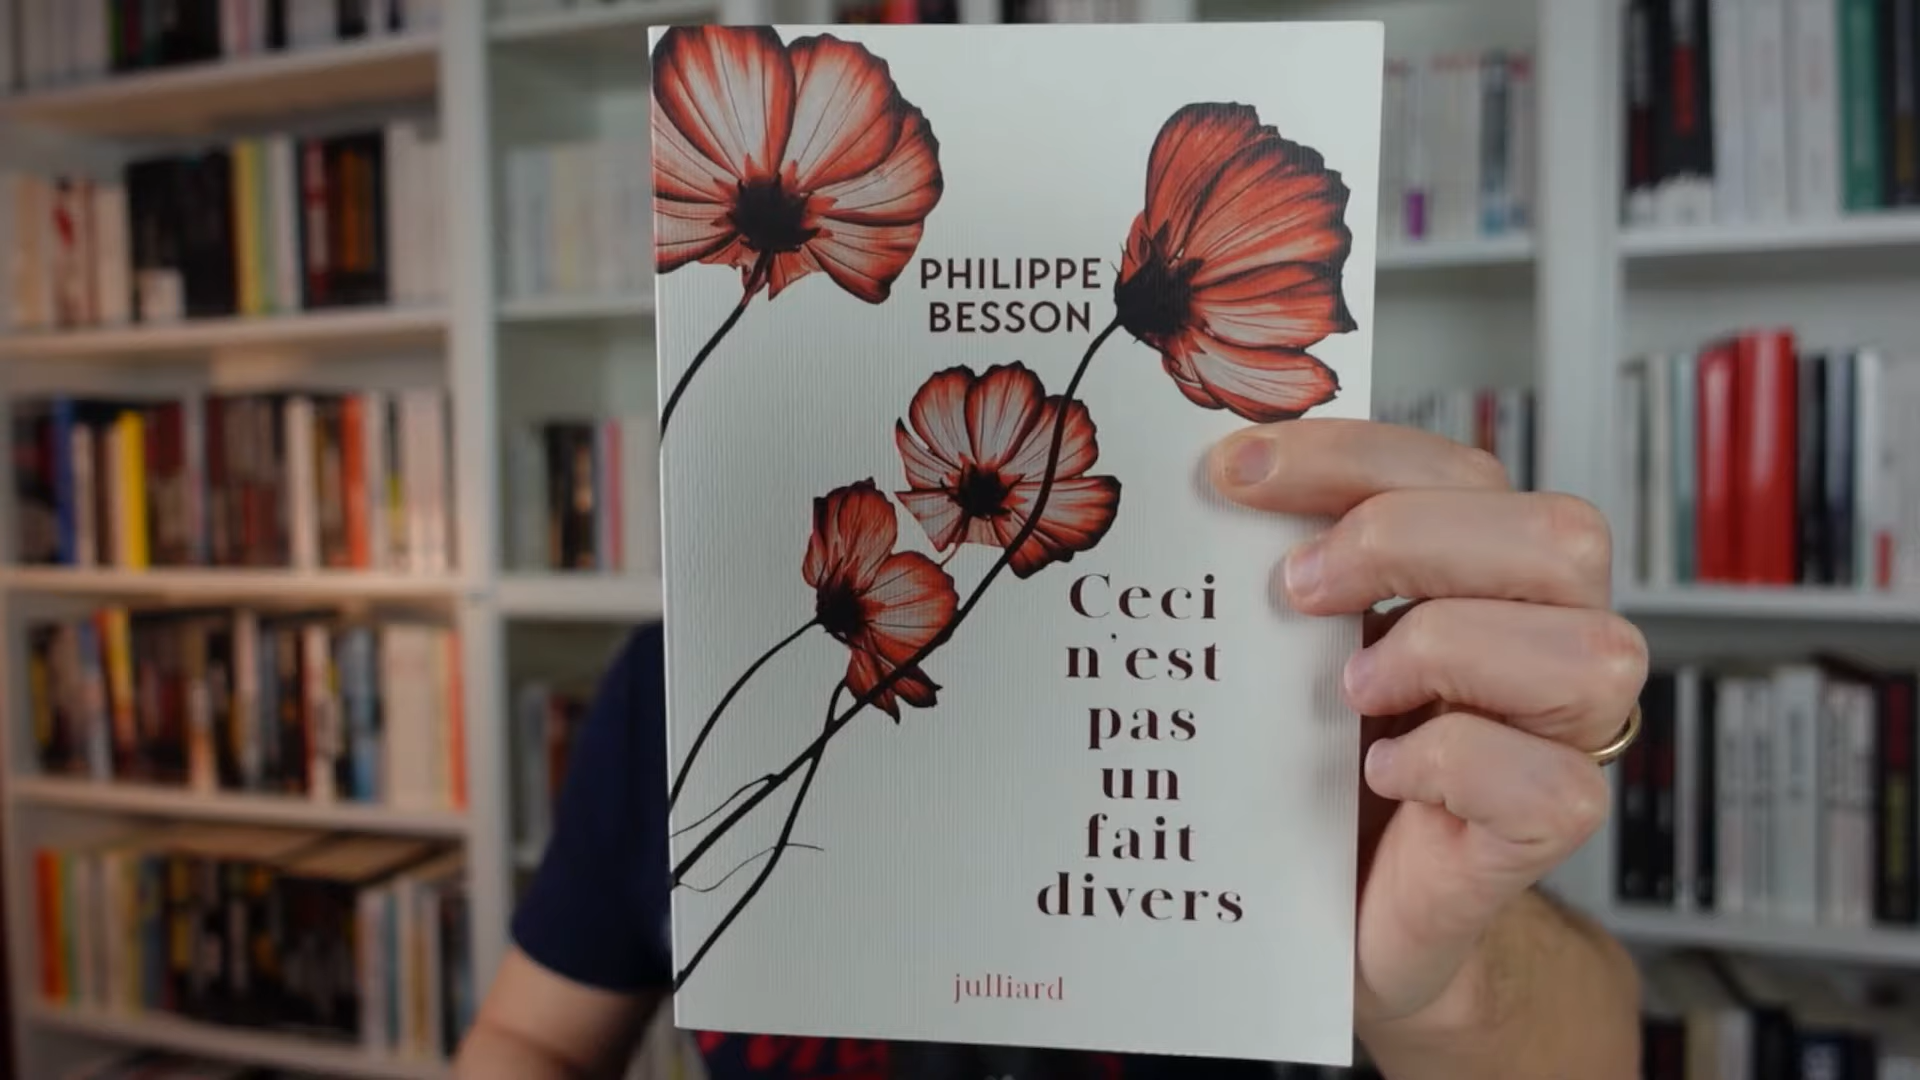 PHILIPPE
BESSON
Ceci
n'est
pas
un
fait
divers
julliard